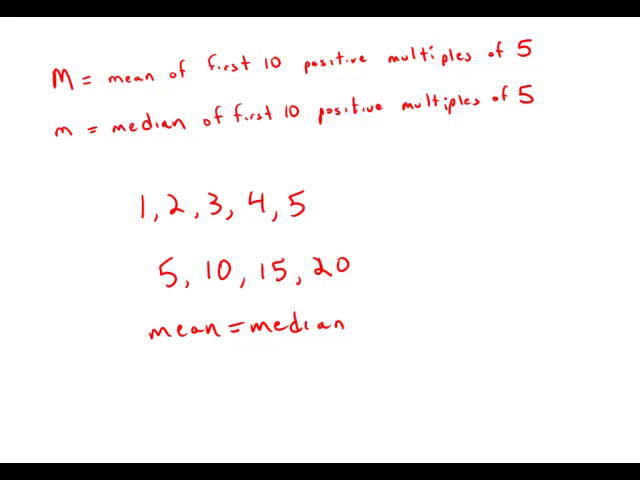 M = mean of first 10 positive multiples of 5
m = median of first 10 positive multiples of 5
1, 2, 3, 4, 5
5, 10, 15, 20
mean = median